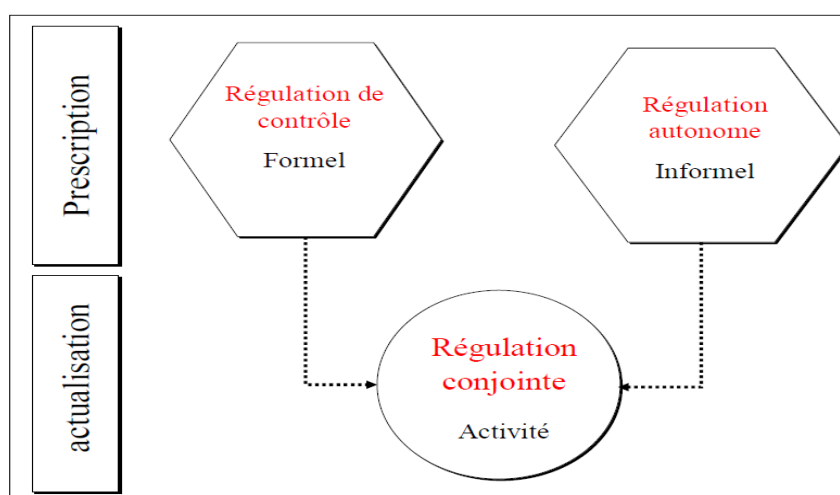 Prescription
Régulation de
contrôle
Formel
Régulation
autonome
Informel
actualisation
Régulation
conjointe
Activité